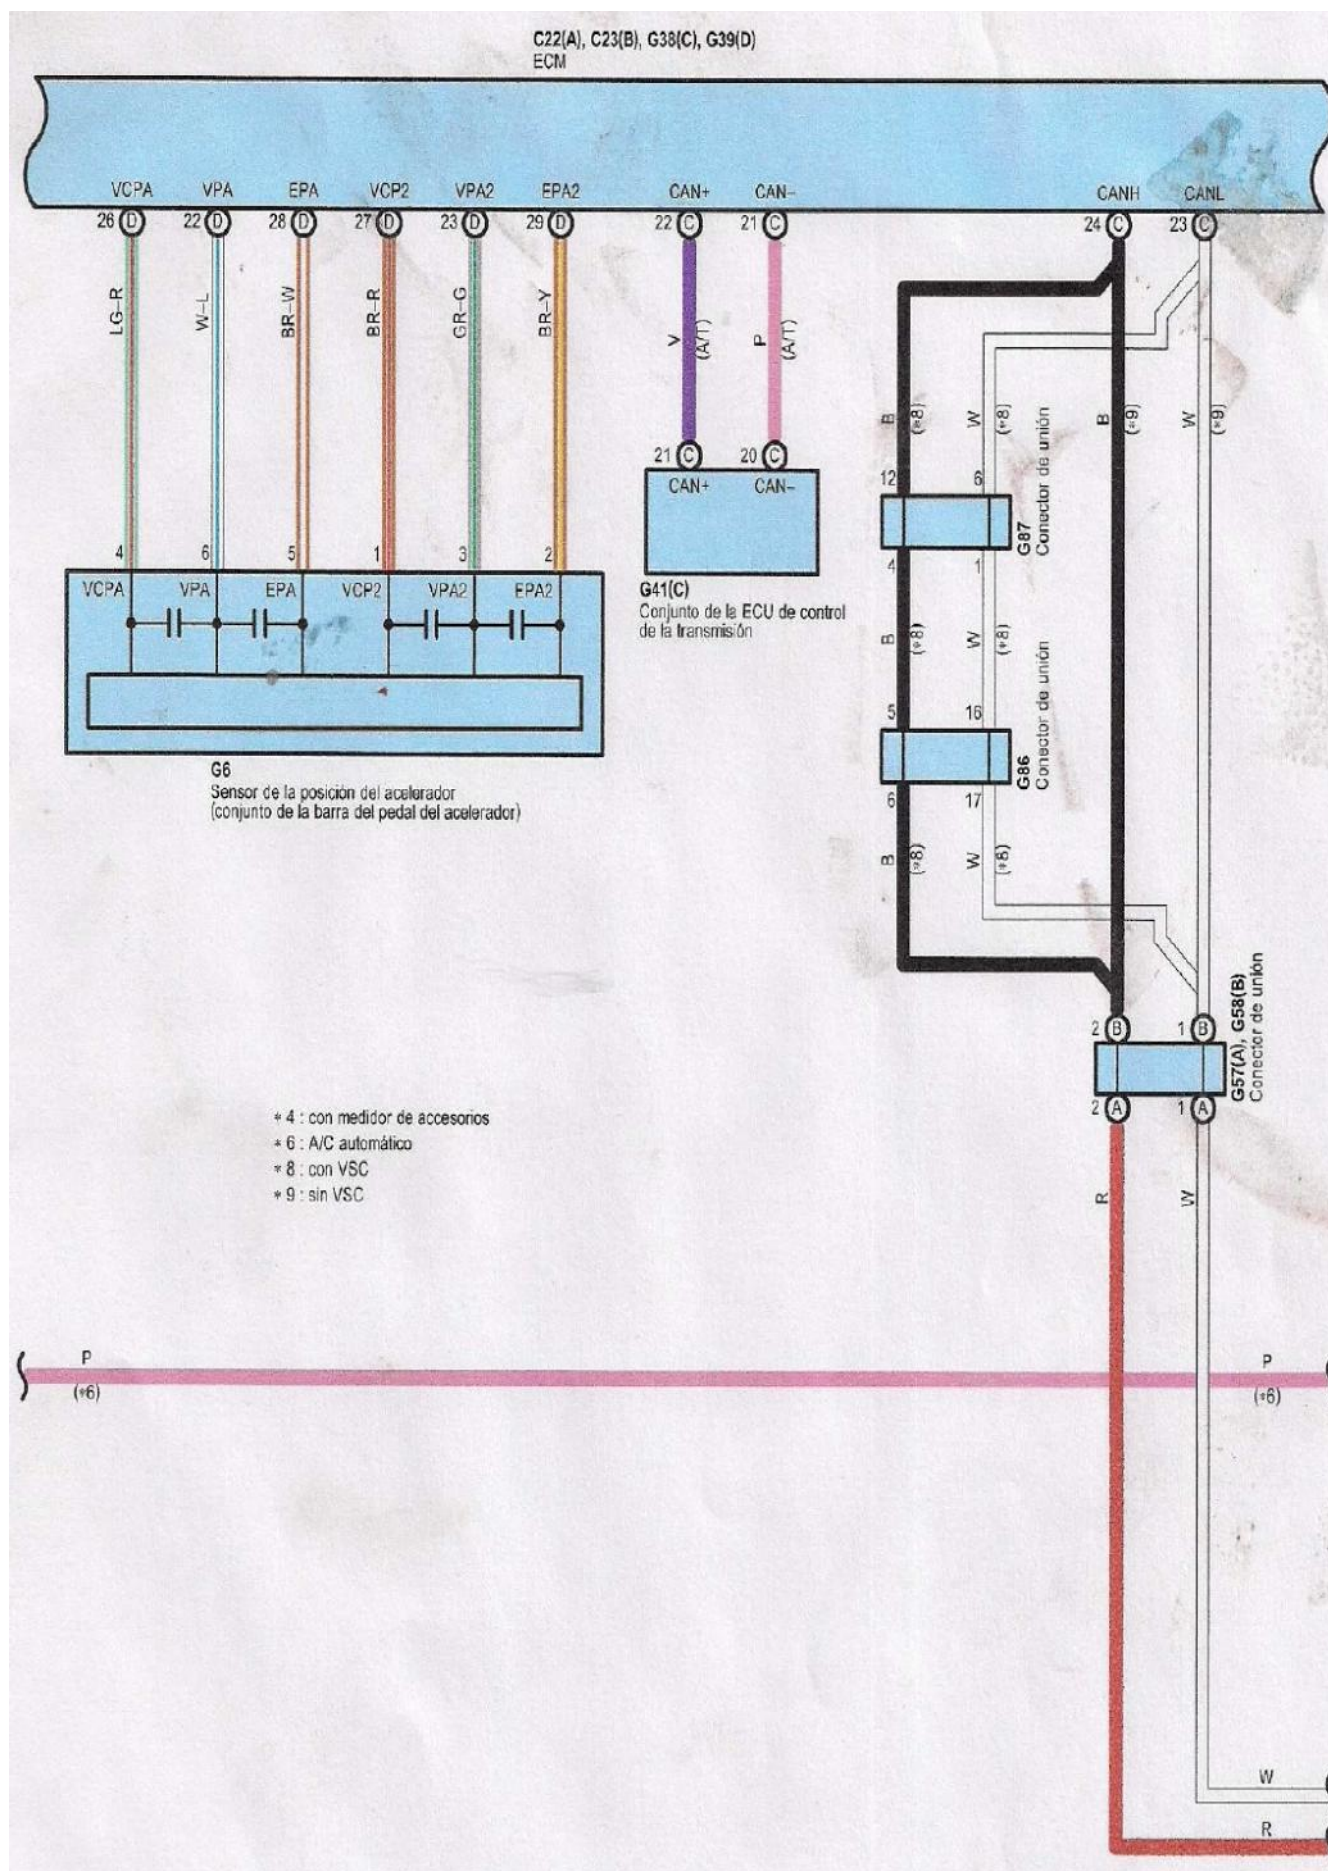 C22(A), C23(B), G38(C), G39(D)
ECM
VCPA VPA EPA VCP2 VPA2 EPA2 CAN+ CAN– CANH CANL
26 D 22 D 28 D 27 D 23 D 29 D 22 C 21 C 24 C 23 C
LG–R W–L BR–W BR–R GR–G BR–Y V (A/T) P (A/T)
B (*8) W (*8) B (*9) W (*9)
21 C 20 C
CAN+ CAN–
12 6
G87
Conector de unión
4 1
4 6 5 1 3 2
VCPA VPA EPA VCP2 VPA2 EPA2
G41(C)
Conjunto de la ECU de control
de la transmisión
B (*8) W (*8)
5 16
G86
Conector de unión
6 17
G6
Sensor de la posición del acelerador
(conjunto de la barra del pedal del acelerador)
B (*8) W (*8)
2 B 1 B
G57(A), G58(B)
Conector de unión
2 A 1 A
* 4 : con medidor de accesorios
* 6 : A/C automático
* 8 : con VSC
* 9 : sin VSC
R W
P P
(*6) (*6)
W
R